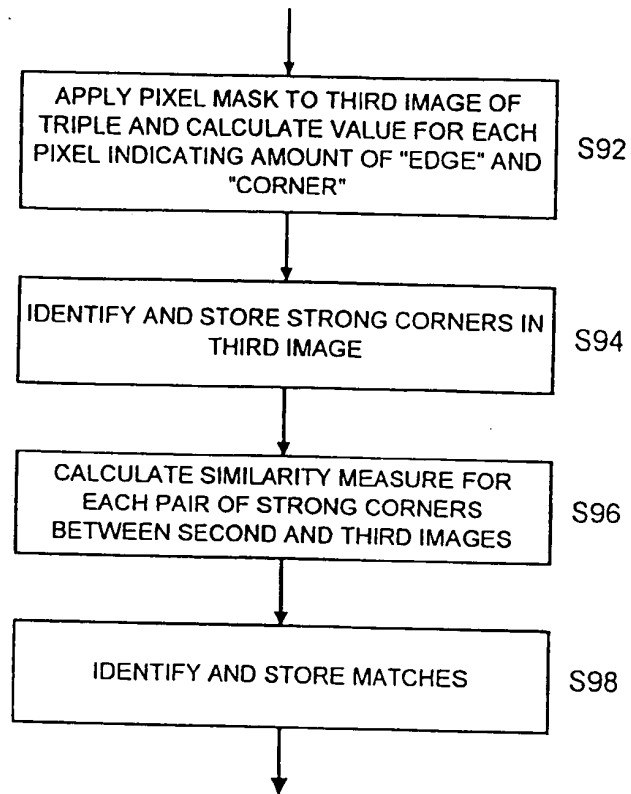 APPLY PIXEL MASK TO THIRD IMAGE OF
TRIPLE AND CALCULATE VALUE FOR EACH
PIXEL INDICATING AMOUNT OF "EDGE" AND
"CORNER"
S92
IDENTIFY AND STORE STRONG CORNERS IN
THIRD IMAGE
S94
CALCULATE SIMILARITY MEASURE FOR
EACH PAIR OF STRONG CORNERS
BETWEEN SECOND AND THIRD IMAGES
S96
IDENTIFY AND STORE MATCHES
S98